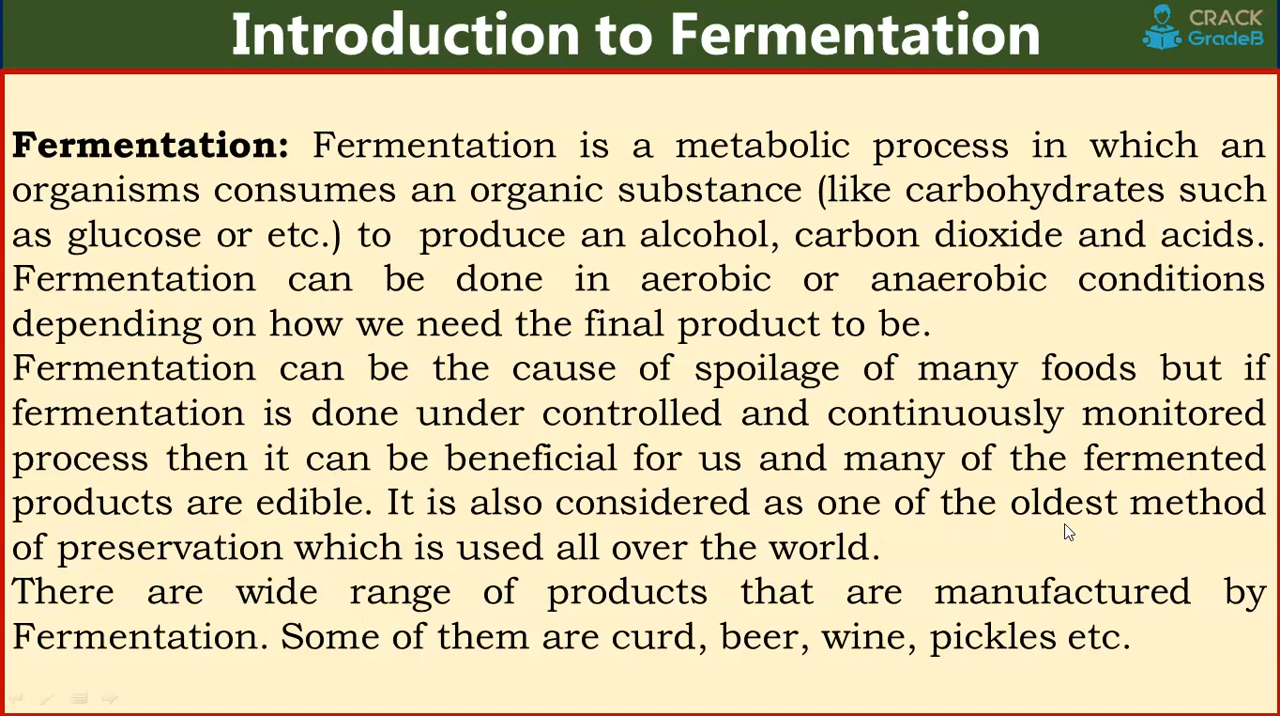 Introduction to Fermentation
CRACK
GradeB
Fermentation: Fermentation is a metabolic process in which an
organisms consumes an organic substance (like carbohydrates such
as glucose or etc.) to produce an alcohol, carbon dioxide and acids.
Fermentation can be done in aerobic or anaerobic conditions
depending on how we need the final product to be.
Fermentation can be the cause of spoilage of many foods but if
fermentation is done under controlled and continuously monitored
process then it can be beneficial for us and many of the fermented
products are edible. It is also considered as one of the oldest method
of preservation which is used all over the world.
There are wide range of products that are manufactured by
Fermentation. Some of them are curd, beer, wine, pickles etc.